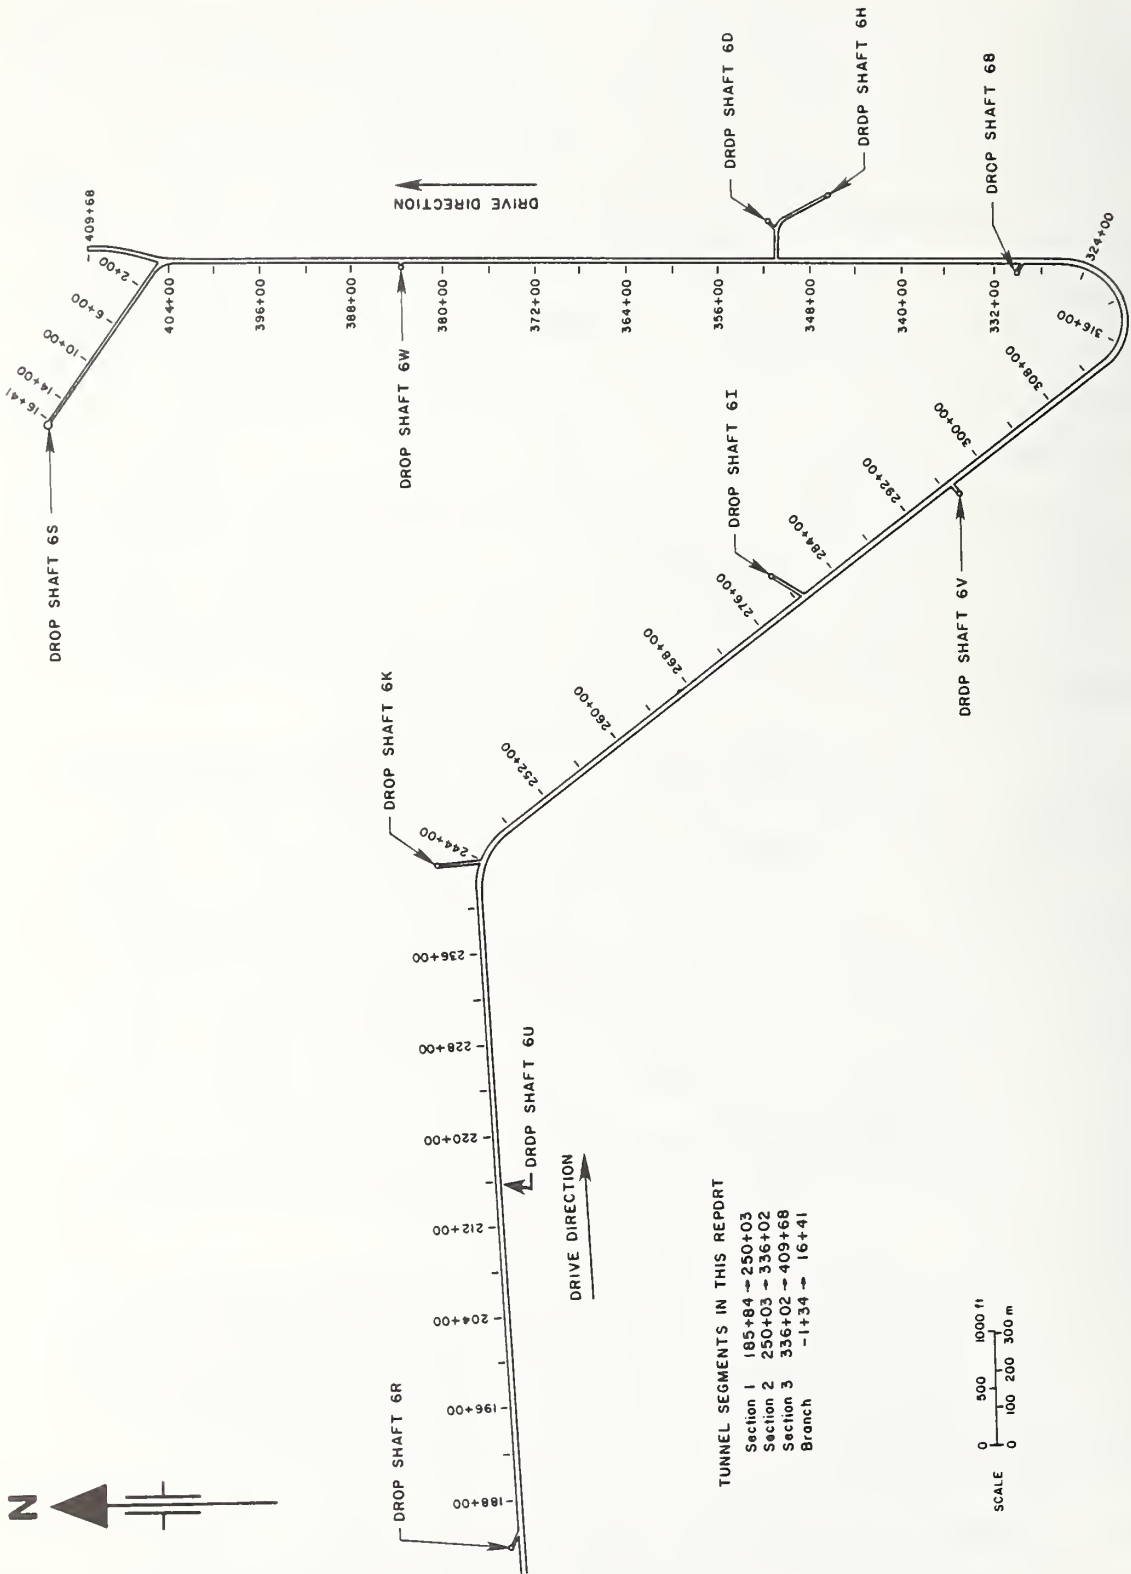 N
DROP SHAFT 6S
409+68
2+00
6+00
10+00
14+00
16+41
404+00
396+00
388+00
380+00
372+00
364+00
356+00
348+00
340+00
332+00
324+00
316+00
308+00
300+00
292+00
284+00
276+00
268+00
260+00
252+00
244+00
236+00
228+00
220+00
212+00
204+00
196+00
188+00
DRIVE DIRECTION
DROP SHAFT 6W
DRDP SHAFT 6D
DRDP SHAFT 6H
DROP SHAFT 6B
DROP SHAFT 6I
DRDP SHAFT 6V
DROP SHAFT 6K
DRDP SHAFT 6U
DRIVE DIRECTION
DROP SHAFT 6R
TUNNEL SEGMENTS IN THIS REPDRT
Section 1 185+84 → 250+03
Section 2 250+03 → 336+02
Section 3 336+02 → 409+68
Branch -1+34 → 16+41
0 500 1000 ft
SCALE
0 100 200 300 m